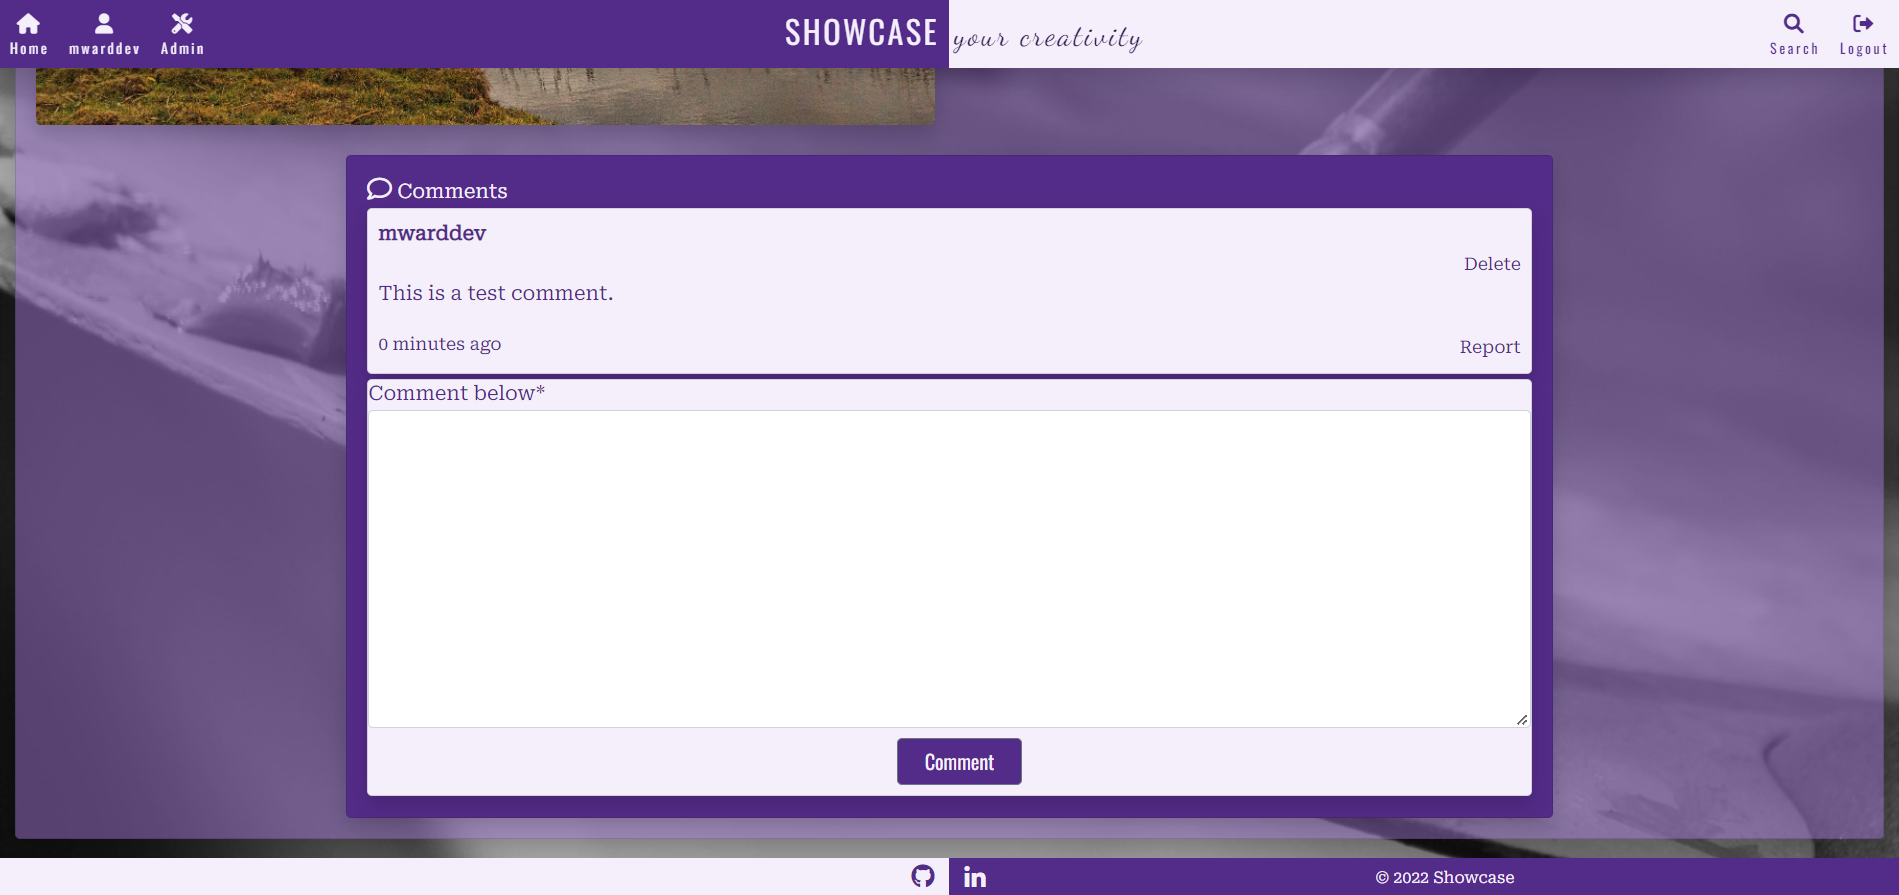 Home mwarddev Admin SHOWCASE your creativity Search Logout
Comments
mwarddev
Delete
This is a test comment.
0 minutes ago
Report
Comment below*
Comment
in © 2022 Showcase